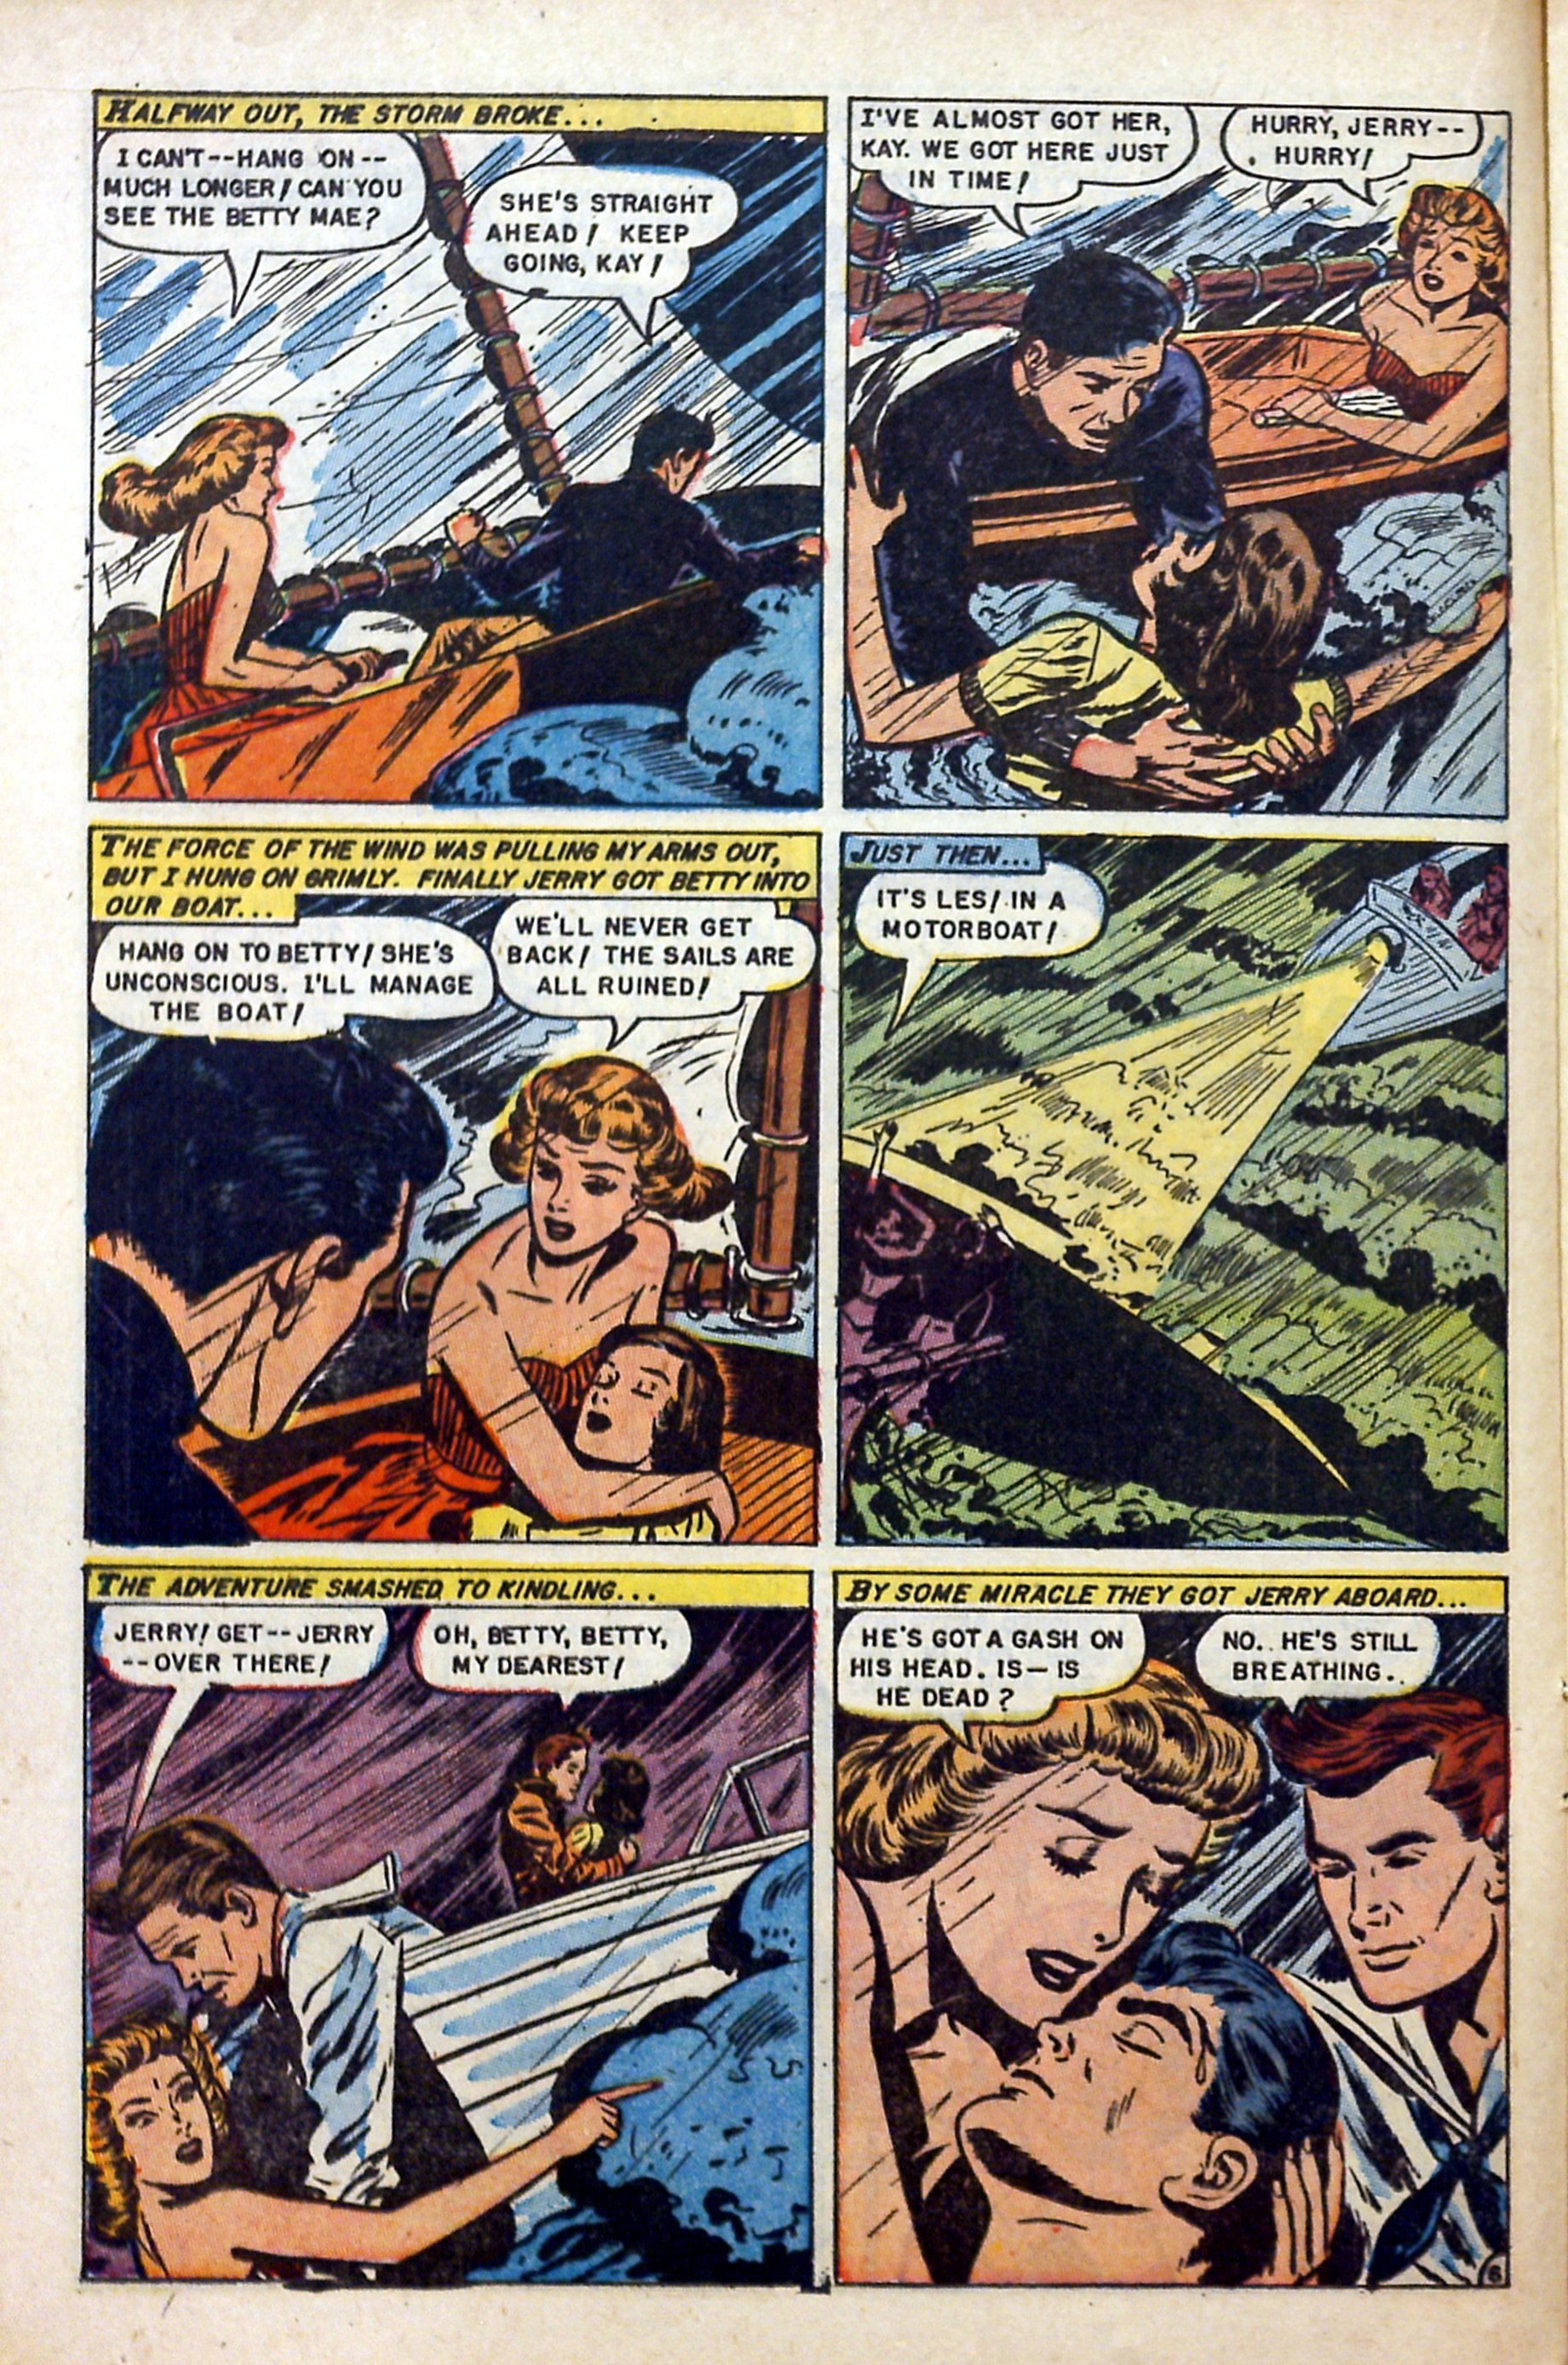 HALFWAY OUT, THE STORM BROKE...
I CAN'T--HANG ON--
MUCH LONGER! CAN YOU
SEE THE BETTY MAE?
SHE'S STRAIGHT
AHEAD! KEEP
GOING, KAY!
I'VE ALMOST GOT HER,
KAY. WE GOT HERE JUST
IN TIME!
HURRY, JERRY--
HURRY!
THE FORCE OF THE WIND WAS PULLING MY ARMS OUT,
BUT I HUNG ON GRIMLY. FINALLY JERRY GOT BETTY INTO
OUR BOAT...
HANG ON TO BETTY! SHE'S
UNCONSCIOUS. I'LL MANAGE
THE BOAT!
WE'LL NEVER GET
BACK! THE SAILS ARE
ALL RUINED!
JUST THEN...
IT'S LES! IN A
MOTORBOAT!
THE ADVENTURE SMASHED TO KINDLING...
JERRY! GET--JERRY
--OVER THERE!
OH, BETTY, BETTY,
MY DEAREST!
BY SOME MIRACLE THEY GOT JERRY ABOARD...
HE'S GOT A GASH ON
HIS HEAD. IS--IS
HE DEAD?
NO.. HE'S STILL
BREATHING..
6